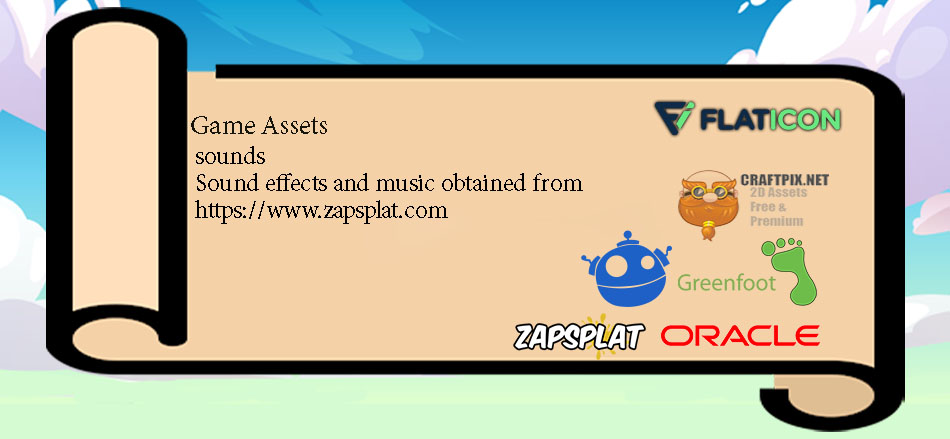 Game Assets
sounds
Sound effects and music obtained from
https://www.zapsplat.com
FLATICON
CRAFTPIX.NET
2D Assets
Free &
Premium
Greenfoot
ZAPSPLAT
ORACLE